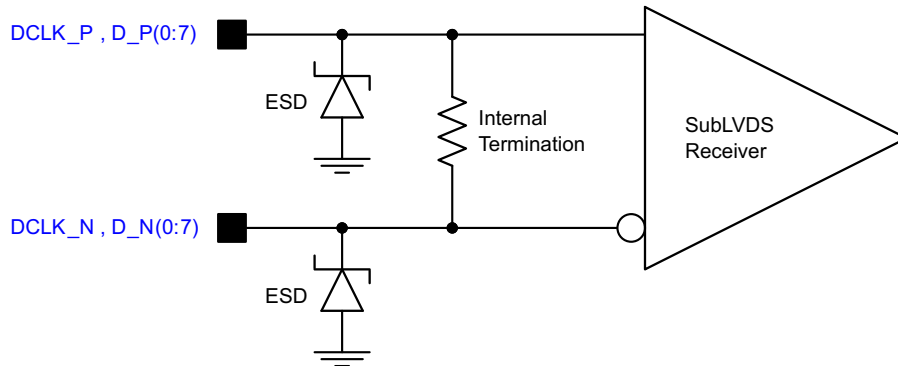 DCLK_P , D_P(0:7)
ESD
Internal
Termination
SubLVDS
Receiver
DCLK_N , D_N(0:7)
ESD